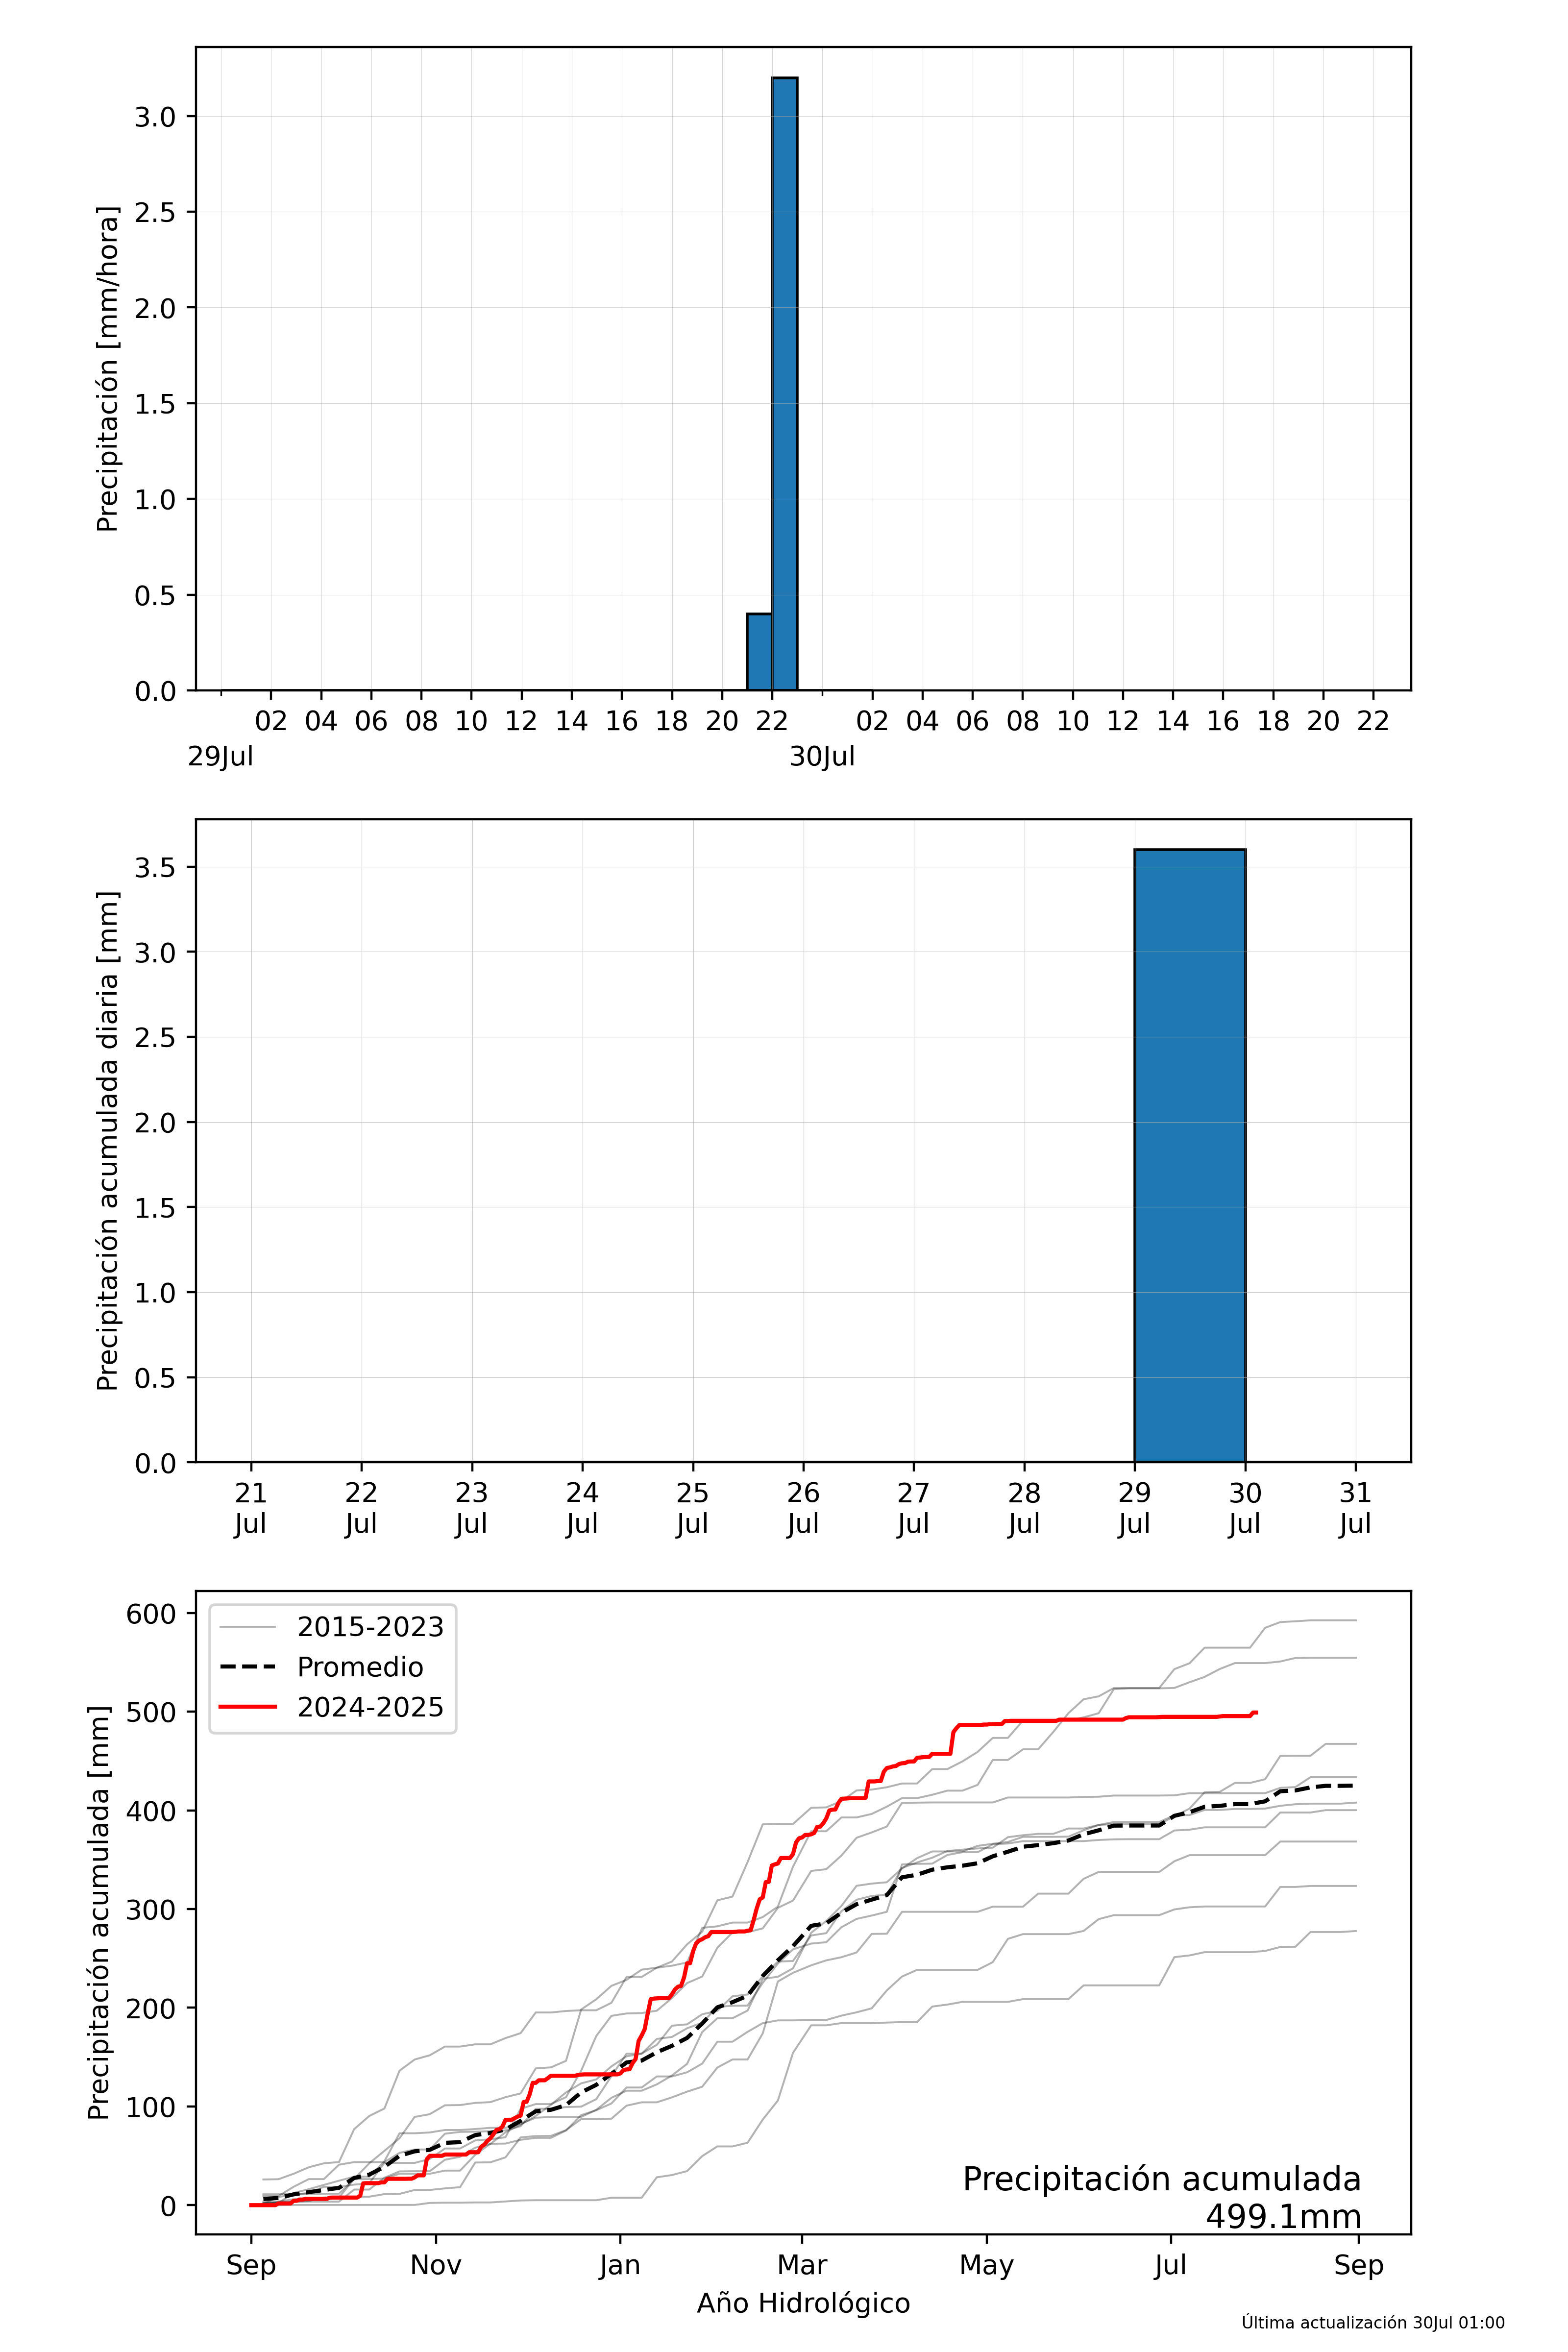 Precipitación [mm/hora]
3.0
2.5
2.0
1.5
1.0
0.5
0.0
02 04 06 08 10 12 14 16 18 20 22 02 04 06 08 10 12 14 16 18 20 22
29Jul 30Jul
Precipitación acumulada diaria [mm]
3.5
3.0
2.5
2.0
1.5
1.0
0.5
0.0
21 22 23 24 25 26 27 28 29 30 31
Jul Jul Jul Jul Jul Jul Jul Jul Jul Jul Jul
Precipitación acumulada [mm]
600
500
400
300
200
100
0
2015-2023
Promedio
2024-2025
Precipitación acumulada
499.1mm
Sep Nov Jan Mar May Jul Sep
Año Hidrológico
Última actualización 30Jul 01:00